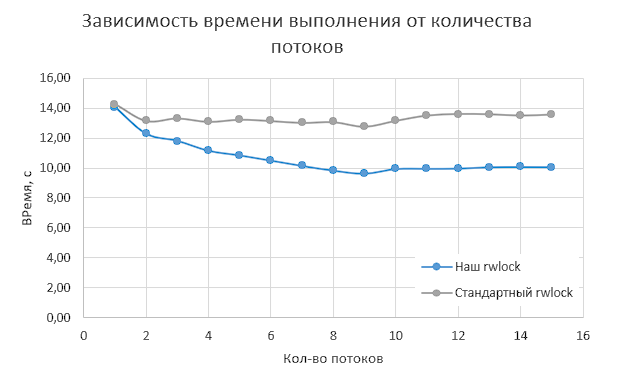 Зависимость времени выполнения от количества
потоков
16,00
14,00
12,00
10,00
8,00
6,00
4,00
2,00
0,00
ВРемя, с
Наш rwlock
Стандартный rwlock
0 2 4 6 8 10 12 14 16
Кол-во потоков